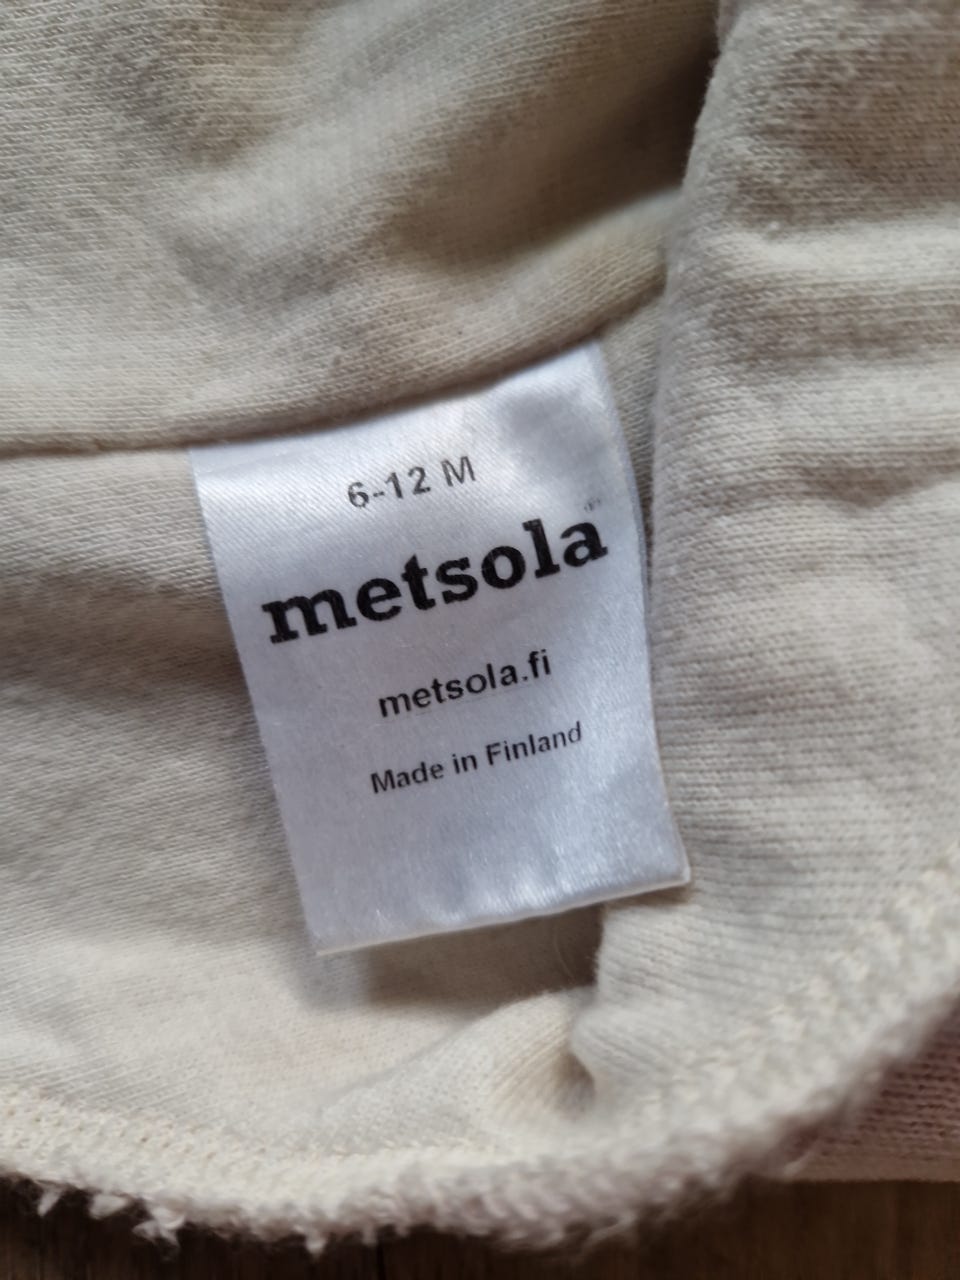 6-12 M
metsola
metsola.fi
Made in Finland